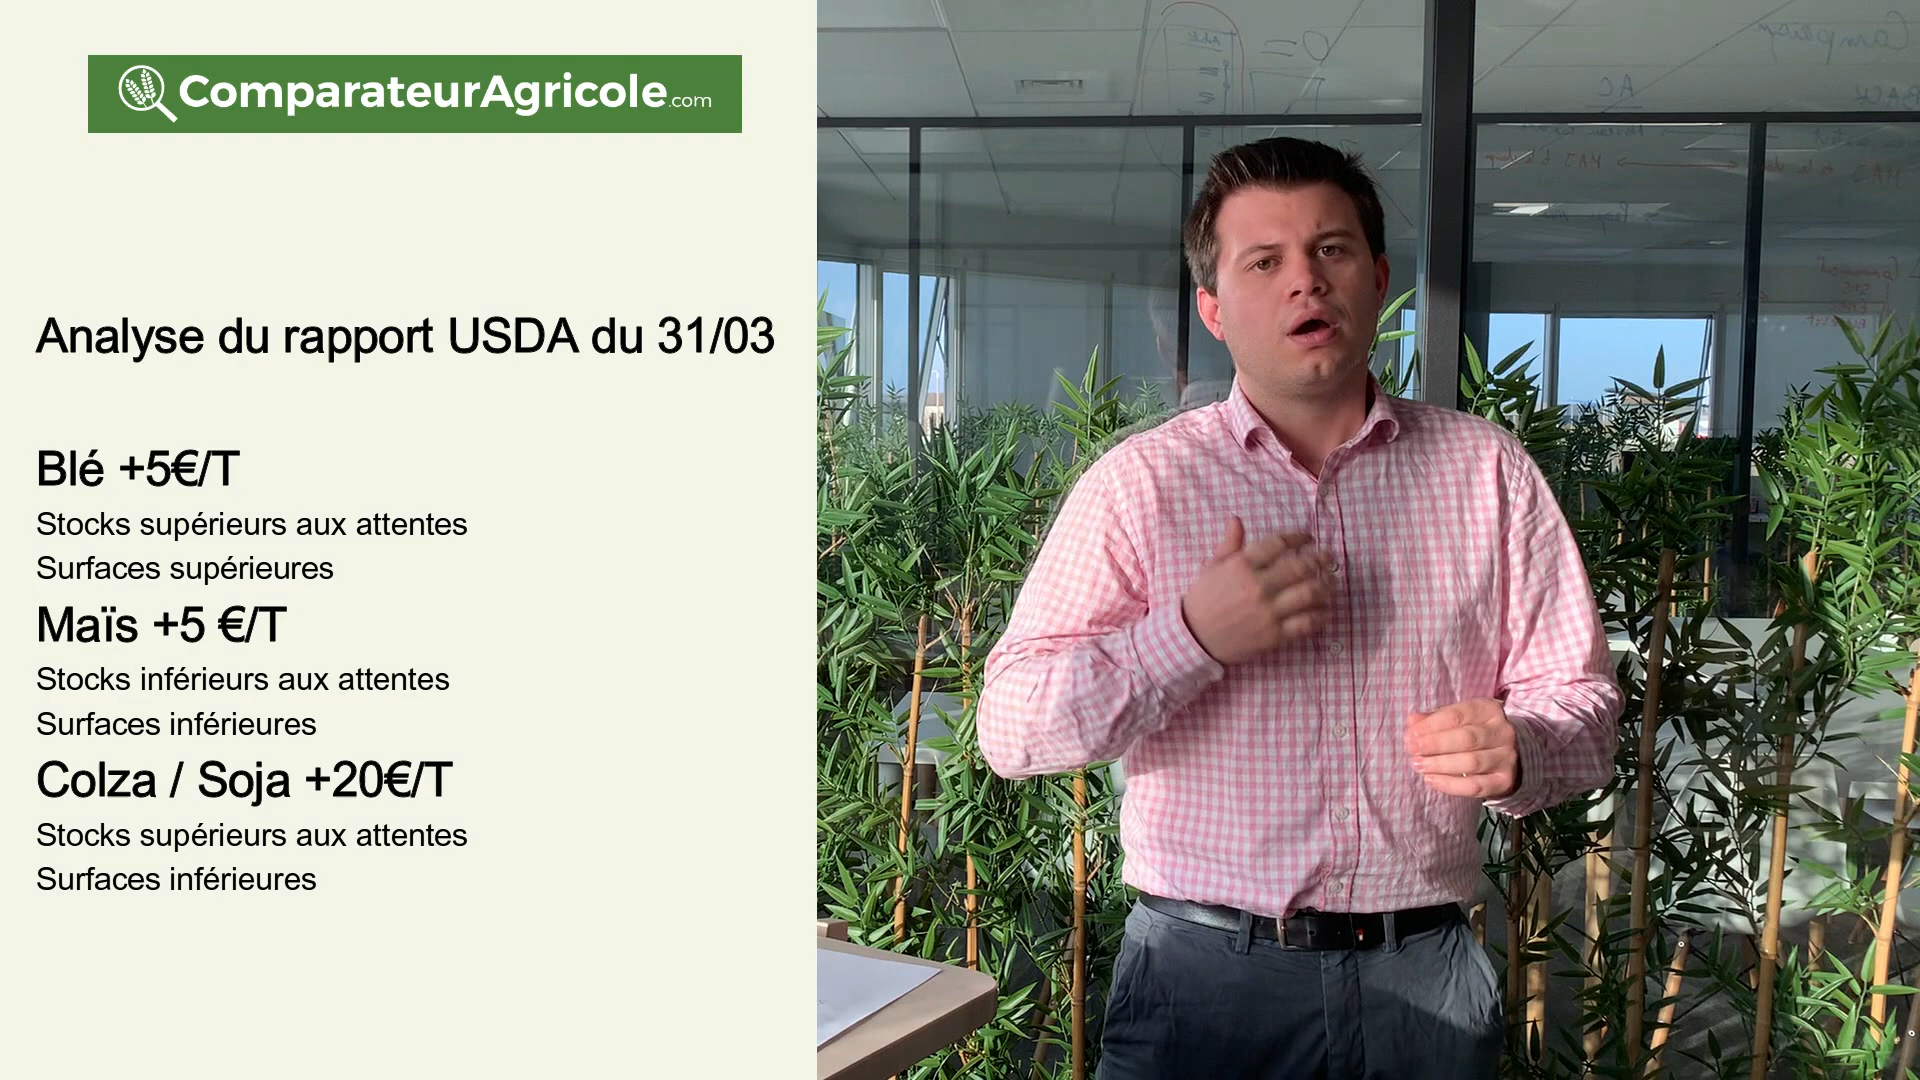 ComparateurAgricole.com
Analyse du rapport USDA du 31/03
Blé +5€/T
Stocks supérieurs aux attentes
Surfaces supérieures
Maïs +5 €/T
Stocks inférieurs aux attentes
Surfaces inférieures
Colza / Soja +20€/T
Stocks supérieurs aux attentes
Surfaces inférieures